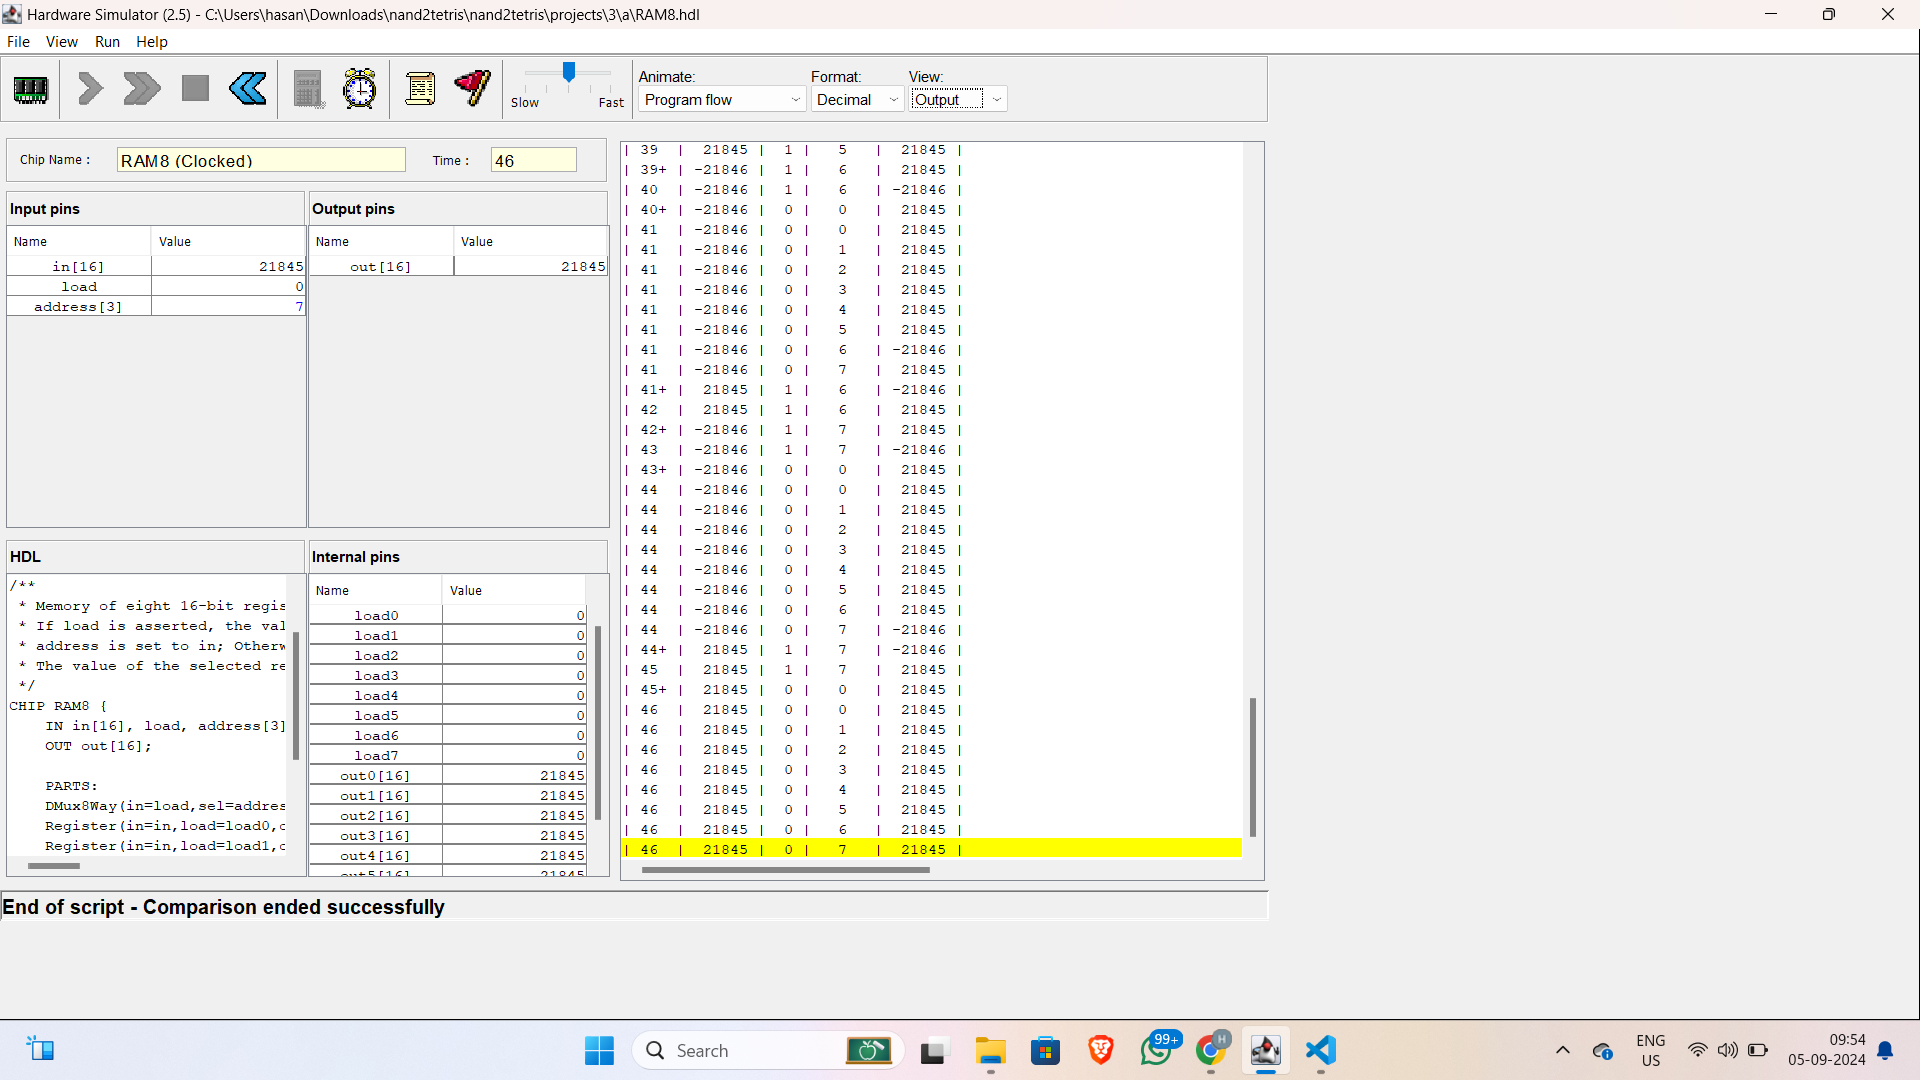 Hardware Simulator (2.5) - C:\Users\hasan\Downloads\nand2tetris\nand2tetris\projects\3\a\RAM8.hdl
File View Run Help
Slow Fast
Animate: Format: View:
Program flow Decimal Output
Chip Name : RAM8 (Clocked) Time : 46
Input pins
Name Value
in[16] 21845
load 0
address[3] 7
Output pins
Name Value
out[16] 21845
HDL
/**
* Memory of eight 16-bit regis
* If load is asserted, the val
* address is set to in; Otherw
* The value of the selected re
*/
CHIP RAM8 {
IN in[16], load, address[3]
OUT out[16];
PARTS:
DMux8Way(in=load,sel=addres
Register(in=in,load=load0,o
Register(in=in,load=load1,o
Internal pins
Name Value
load0 0
load1 0
load2 0
load3 0
load4 0
load5 0
load6 0
load7 0
out0[16] 21845
out1[16] 21845
out2[16] 21845
out3[16] 21845
out4[16] 21845
out5[16] 21845
| 39 | 21845 | 1 | 5 | 21845 |
| 39+ | -21846 | 1 | 6 | 21845 |
| 40 | -21846 | 1 | 6 | -21846 |
| 40+ | -21846 | 0 | 0 | 21845 |
| 41 | -21846 | 0 | 0 | 21845 |
| 41 | -21846 | 0 | 1 | 21845 |
| 41 | -21846 | 0 | 2 | 21845 |
| 41 | -21846 | 0 | 3 | 21845 |
| 41 | -21846 | 0 | 4 | 21845 |
| 41 | -21846 | 0 | 5 | 21845 |
| 41 | -21846 | 0 | 6 | -21846 |
| 41 | -21846 | 0 | 7 | 21845 |
| 41+ | 21845 | 1 | 6 | -21846 |
| 42 | 21845 | 1 | 6 | 21845 |
| 42+ | -21846 | 1 | 7 | 21845 |
| 43 | -21846 | 1 | 7 | -21846 |
| 43+ | -21846 | 0 | 0 | 21845 |
| 44 | -21846 | 0 | 0 | 21845 |
| 44 | -21846 | 0 | 1 | 21845 |
| 44 | -21846 | 0 | 2 | 21845 |
| 44 | -21846 | 0 | 3 | 21845 |
| 44 | -21846 | 0 | 4 | 21845 |
| 44 | -21846 | 0 | 5 | 21845 |
| 44 | -21846 | 0 | 6 | 21845 |
| 44 | -21846 | 0 | 7 | -21846 |
| 44+ | 21845 | 1 | 7 | -21846 |
| 45 | 21845 | 1 | 7 | 21845 |
| 45+ | 21845 | 0 | 0 | 21845 |
| 46 | 21845 | 0 | 0 | 21845 |
| 46 | 21845 | 0 | 1 | 21845 |
| 46 | 21845 | 0 | 2 | 21845 |
| 46 | 21845 | 0 | 3 | 21845 |
| 46 | 21845 | 0 | 4 | 21845 |
| 46 | 21845 | 0 | 5 | 21845 |
| 46 | 21845 | 0 | 6 | 21845 |
| 46 | 21845 | 0 | 7 | 21845 |
End of script - Comparison ended successfully
Search
99+
H
ENG
US
09:54
05-09-2024